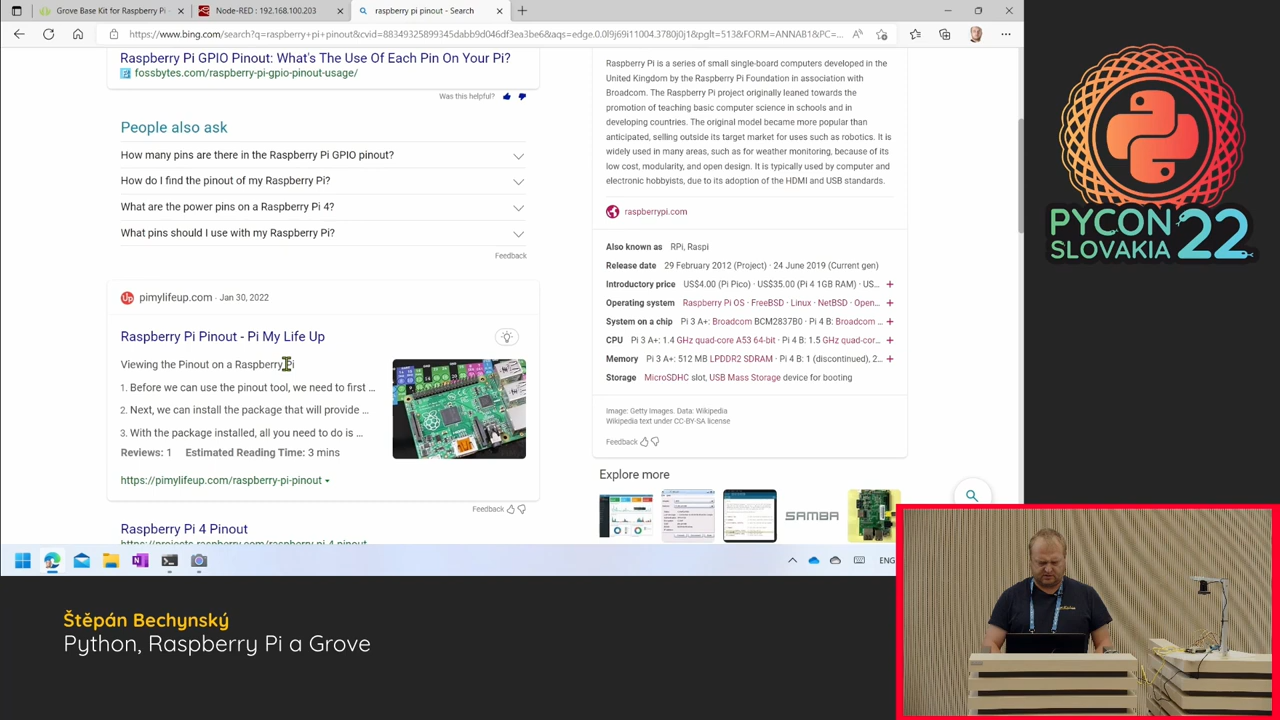 Grove Base Kit for Raspberry Pi
Node-RED : 192.168.100.203
raspberry pi pinout - Search
https://www.bing.com/search?q=raspberry+pi+pinout&cvid=88349325899345dabb9d046df3ea3be6&aqs=edge.0.0l9j69i11004.3780j0j1&pglt=513&FORM=ANNAB1&PC=...
Raspberry Pi GPIO Pinout: What's The Use Of Each Pin On Your Pi?
fossbytes.com/raspberry-pi-gpio-pinout-usage/
Was this helpful?
People also ask
How many pins are there in the Raspberry Pi GPIO pinout?
How do I find the pinout of my Raspberry Pi?
What are the power pins on a Raspberry Pi 4?
What pins should I use with my Raspberry Pi?
Feedback
Up pimylifeup.com · Jan 30, 2022
Raspberry Pi Pinout - Pi My Life Up
Viewing the Pinout on a Raspberry Pi
1. Before we can use the pinout tool, we need to first ...
2. Next, we can install the package that will provide ...
3. With the package installed, all you need to do is ...
Reviews: 1 Estimated Reading Time: 3 mins
https://pimylifeup.com/raspberry-pi-pinout
Feedback
Raspberry Pi 4 Pinout
https://projects-raspberry.com/raspberry-pi-4-pinout
Raspberry Pi is a series of small single-board computers developed in the
United Kingdom by the Raspberry Pi Foundation in association with
Broadcom. The Raspberry Pi project originally leaned towards the
promotion of teaching basic computer science in schools and in
developing countries. The original model became more popular than
anticipated, selling outside its target market for uses such as robotics. It is
widely used in many areas, such as for weather monitoring, because of its
low cost, modularity, and open design. It is typically used by computer and
electronic hobbyists, due to its adoption of the HDMI and USB standards.
raspberrypi.com
Also known as RPi, Raspi
Release date 29 February 2012 (Project) · 24 June 2019 (Current gen)
Introductory price US$4.00 (Pi Pico) · US$35.00 (Pi 4 1GB RAM) · US... +
Operating system Raspberry Pi OS · FreeBSD · Linux · NetBSD · Open... +
System on a chip Pi 3 A+: Broadcom BCM2837B0 · Pi 4 B: Broadcom ... +
CPU Pi 3 A+: 1.4 GHz quad-core A53 64-bit · Pi 4 B: 1.5 GHz quad-cor... +
Memory Pi 3 A+: 512 MB LPDDR2 SDRAM · Pi 4 B: 1 (discontinued), 2... +
Storage MicroSDHC slot, USB Mass Storage device for booting
Image: Getty Images. Data: Wikipedia
Wikipedia text under CC-BY-SA license
Feedback
Explore more
SAMBA
ENG
PYCON
SLOVAKIA 22
Štěpán Bechynský
Python, Raspberry Pi a Grove